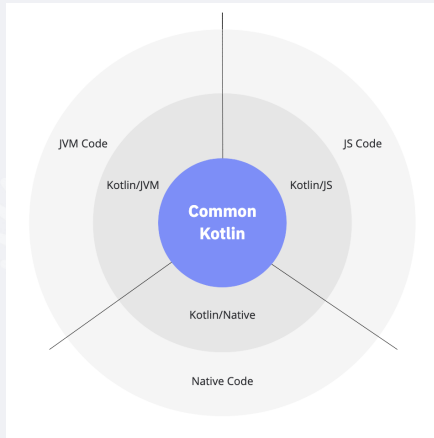 JVM Code
JS Code
Kotlin/JVM
Kotlin/JS
Common
Kotlin
Kotlin/Native
Native Code